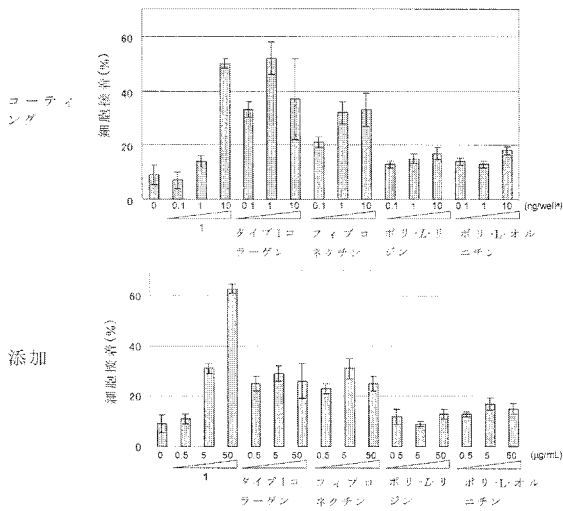 60
40
20
0
細胞接着(%)
コーティ
ング
0 0.1 1 10 0.1 1 10 0.1 1 10 0.1 1 10 0.1 1 10 (ng/well*)
1
タイプIコ
ラーゲン
フィブロ
ネクチン
ポリ-L-リ
ジン
ポリ-L-オル
ニチン
60
40
20
0
細胞接着(%)
添加
0 0.5 5 50 0.5 5 50 0.5 5 50 0.5 5 50 0.5 5 50 (μg/mL)
1
タイプIコ
ラーゲン
フィブロ
ネクチン
ポリ-L-リ
ジン
ポリ-L-オル
ニチン